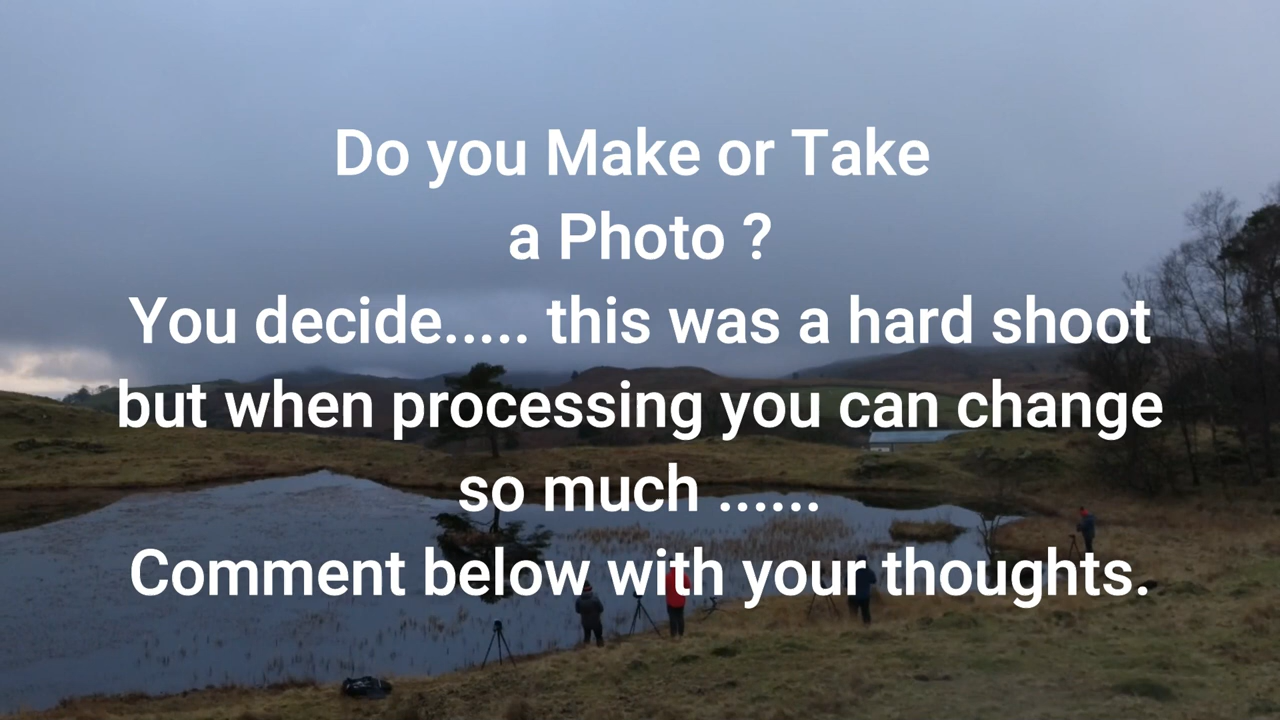 Do you Make or Take
a Photo ?
You decide..... this was a hard shoot
but when processing you can change
so much ......
Comment below with your thoughts.